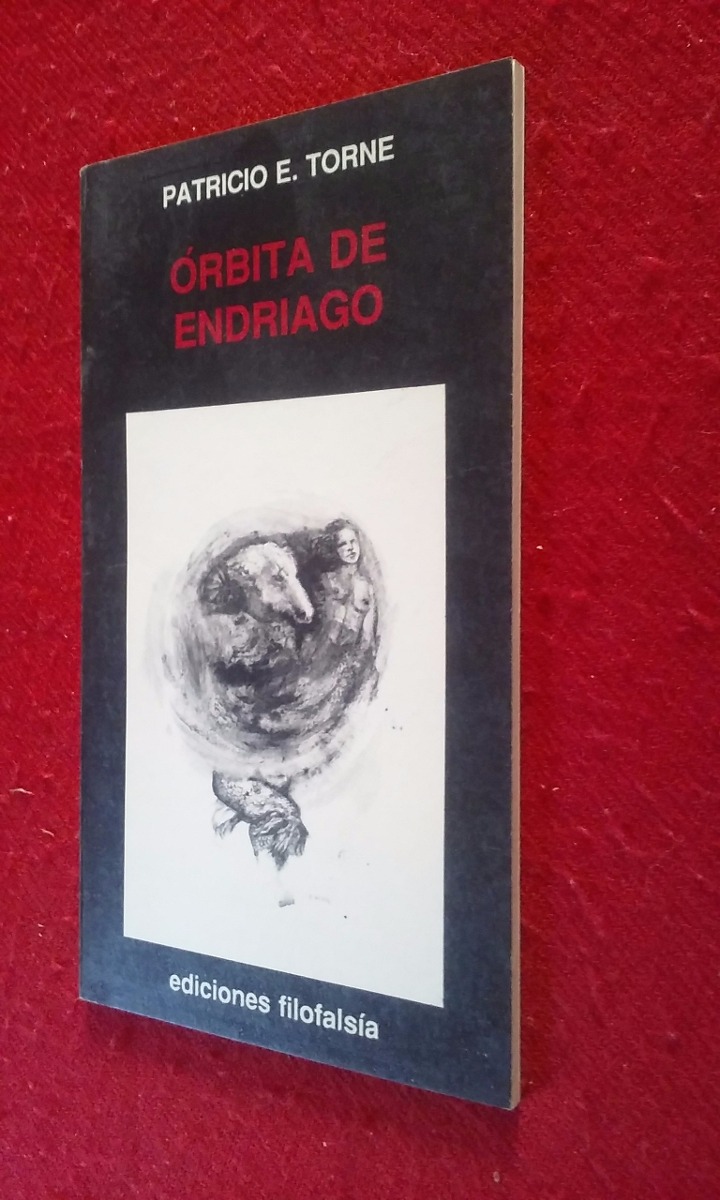 PATRICIO E. TORNE
ÓRBITA DE
ENDRIAGO
ediciones filofalsía